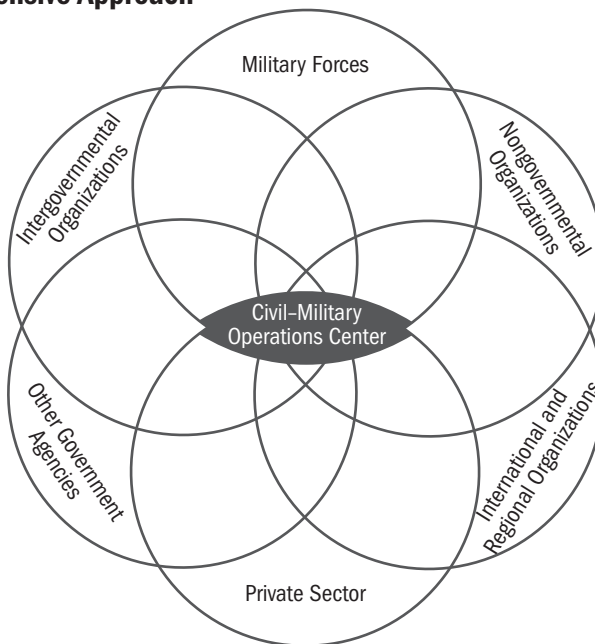 Military Forces
Intergovernmental
Organizations
Nongovernmental
Organizations
Civil–Military
Operations Center
Other Government
Agencies
International and
Regional Organizations
Private Sector